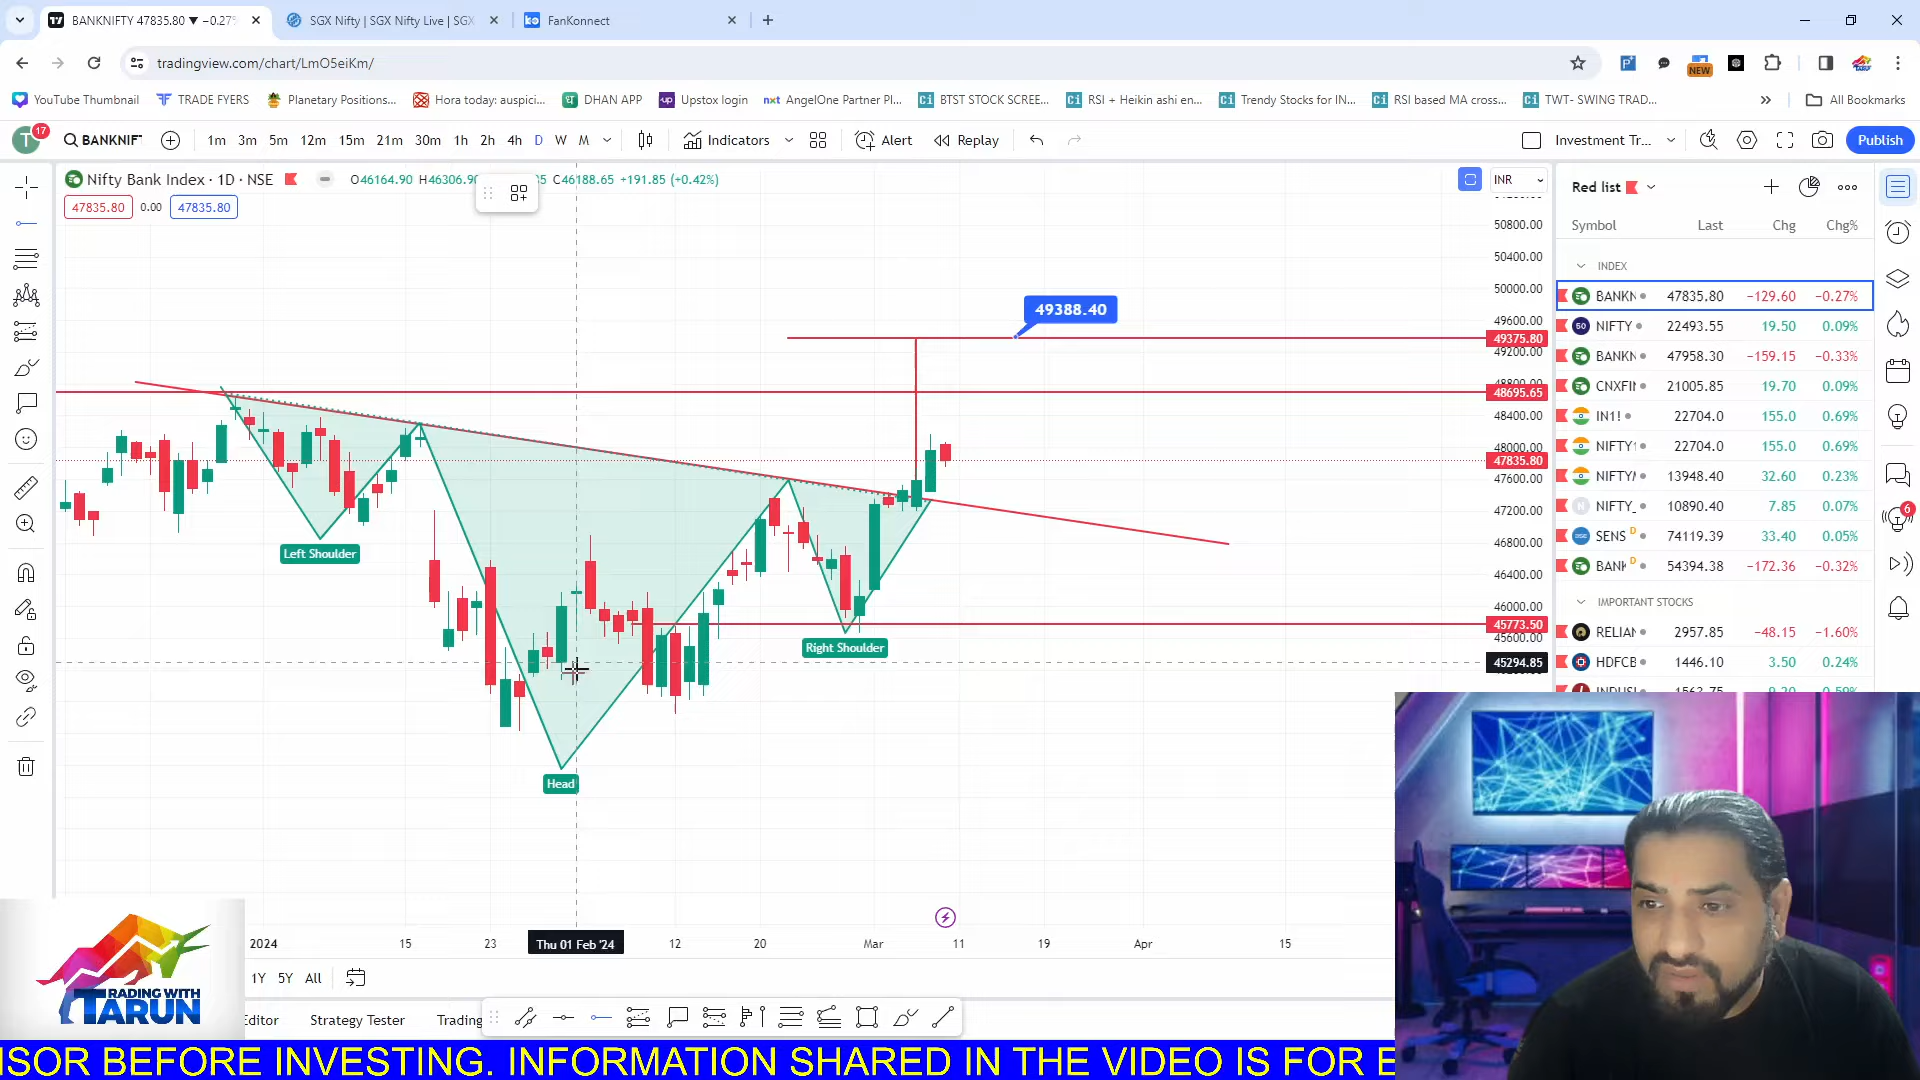 BANKNIFTY 47835.80 ▼ −0.27%
SGX Nifty | SGX Nifty Live | SGX
FanKonnect
tradingview.com/chart/LmO5eiKm/
NEW
YouTube Thumbnail
TRADE FYERS
Planetary Positions...
Hora today: auspici...
DHAN APP
Upstox login
nxt AngelOne Partner Pl...
Ci BTST STOCK SCREE...
Ci RSI + Heikin ashi en...
Ci Trendy Stocks for IN...
Ci RSI based MA cross...
Ci TWT- SWING TRAD...
» All Bookmarks
T 17 BANKNIF 1m 3m 5m 12m 15m 21m 30m 1h 2h 4h D W M Indicators Alert Replay Investment Tr... Publish
Nifty Bank Index · 1D · NSE O46164.90 H46306.90 C46188.65 +191.85 (+0.42%) INR
47835.80 0.00 47835.80
50800.00
50400.00
50000.00
49600.00
49388.40
49375.80
49200.00
48695.65
48400.00
48000.00
47835.80
47600.00
47200.00
46800.00
46400.00
46000.00
45773.50
45600.00
45294.85
Left Shoulder
Right Shoulder
Head
2024 15 23 Thu 01 Feb '24 12 20 Mar 11 19 Apr 15
1Y 5Y All
Editor Strategy Tester Trading
Red list
Symbol Last Chg Chg%
INDEX
BANKN 47835.80 −129.60 −0.27%
50 NIFTY 22493.55 19.50 0.09%
BANKN 47958.30 −159.15 −0.33%
CNXFI 21005.85 19.70 0.09%
IN1! 22704.0 155.0 0.69%
NIFTY 22704.0 155.0 0.69%
NIFTY 13948.40 32.60 0.23%
NIFTY_ 10890.40 7.85 0.07%
SENS D 74119.39 33.40 0.05%
BANK D 54394.38 −172.36 −0.32%
IMPORTANT STOCKS
RELIAN 2957.85 −48.15 −1.60%
HDFCB 1446.10 3.50 0.24%
6
TRADING WITH
TARUN
ISOR BEFORE INVESTING. INFORMATION SHARED IN THE VIDEO IS FOR E